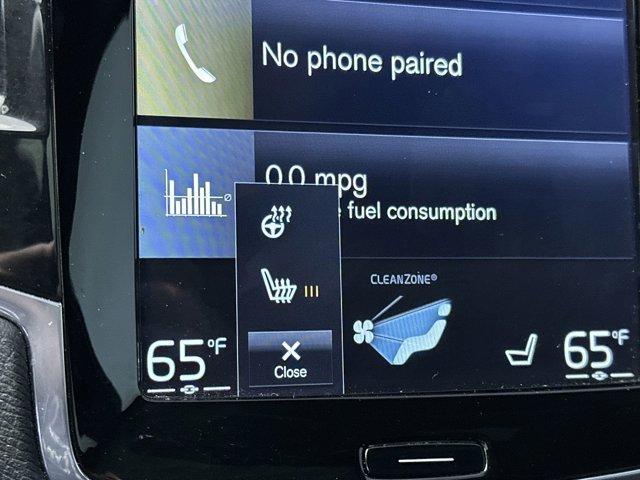 No phone paired
0.0 mpg
fuel consumption
CLEANZONE®
65°F
Close
65°F